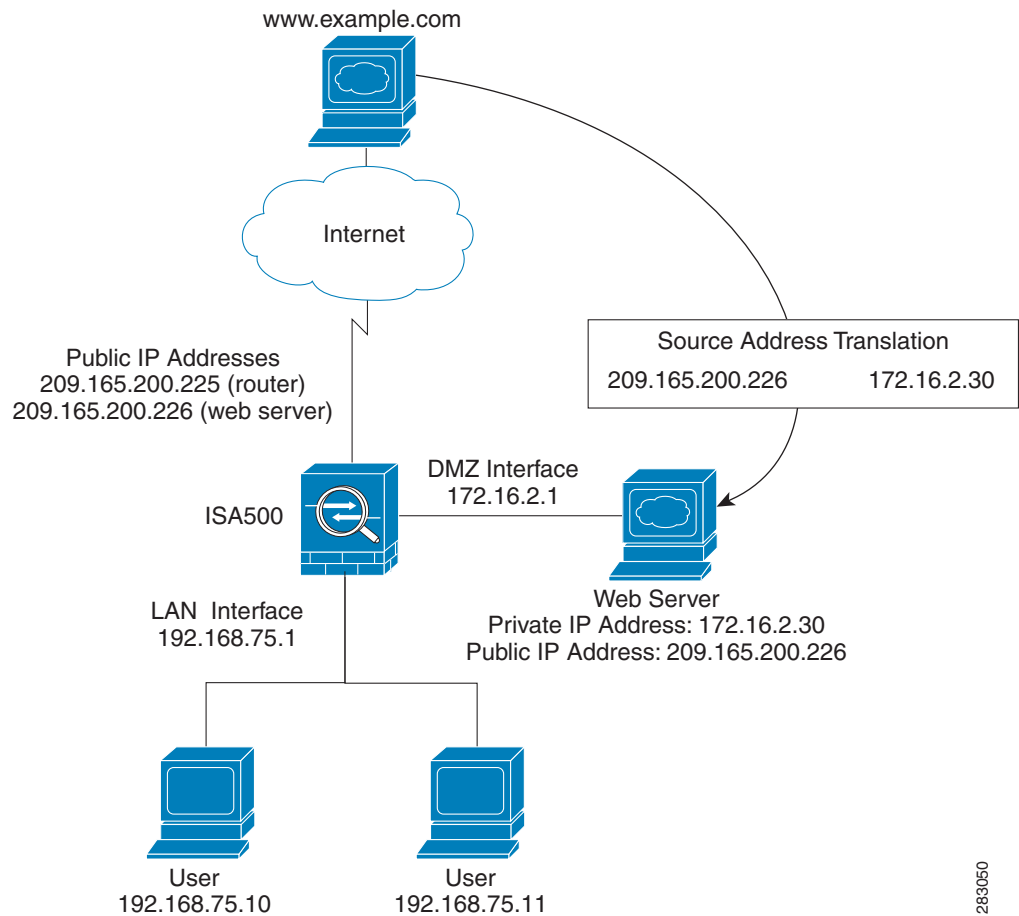 www.example.com
Internet
Public IP Addresses
209.165.200.225 (router)
209.165.200.226 (web server)
Source Address Translation
209.165.200.226 172.16.2.30
DMZ Interface
172.16.2.1
ISA500
LAN Interface
192.168.75.1
Web Server
Private IP Address: 172.16.2.30
Public IP Address: 209.165.200.226
User
192.168.75.10
User
192.168.75.11
283050